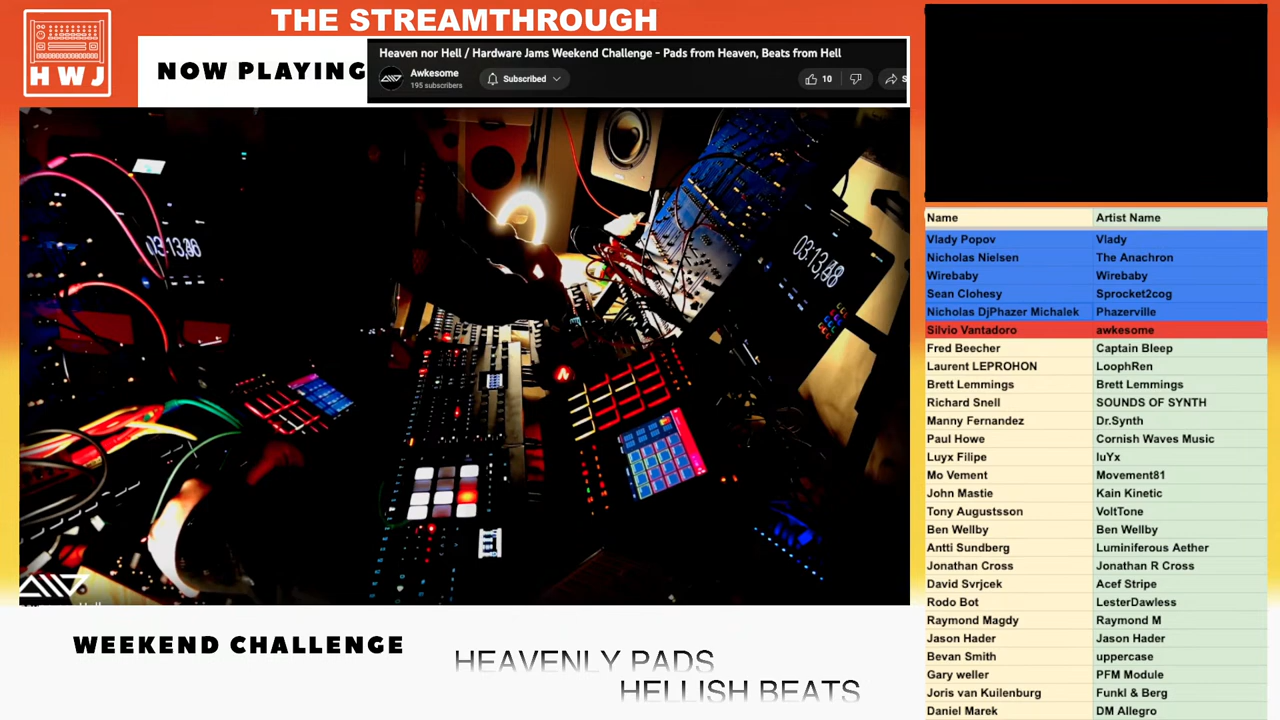 HWJ
THE STREAMTHROUGH
NOW PLAYING
Heaven nor Hell / Hardware Jams Weekend Challenge - Pads from Heaven, Beats from Hell
Awkesome
195 subscribers
Subscribed
10
WEEKEND CHALLENGE
HEAVENLY PADS
HELLISH BEATS
Name Artist Name
Vlady Popov Vlady
Nicholas Nielsen The Anachron
Wirebaby Wirebaby
Sean Clohesy Sprocket2cog
Nicholas DjPhazer Michalek Phazerville
Silvio Vantadoro awkesome
Fred Beecher Captain Bleep
Laurent LEPROHON LoophRen
Brett Lemmings Brett Lemmings
Richard Snell SOUNDS OF SYNTH
Manny Fernandez Dr.Synth
Paul Howe Cornish Waves Music
Luyx Filipe luYx
Mo Vement Movement81
John Mastie Kain Kinetic
Tony Augustsson VoltTone
Ben Wellby Ben Wellby
Antti Sundberg Luminiferous Aether
Jonathan Cross Jonathan R Cross
David Svrjcek Acef Stripe
Rodo Bot LesterDawless
Raymond Magdy Raymond M
Jason Hader Jason Hader
Bevan Smith uppercase
Gary weller PFM Module
Joris van Kuilenburg Funkl & Berg
Daniel Marek DM Allegro